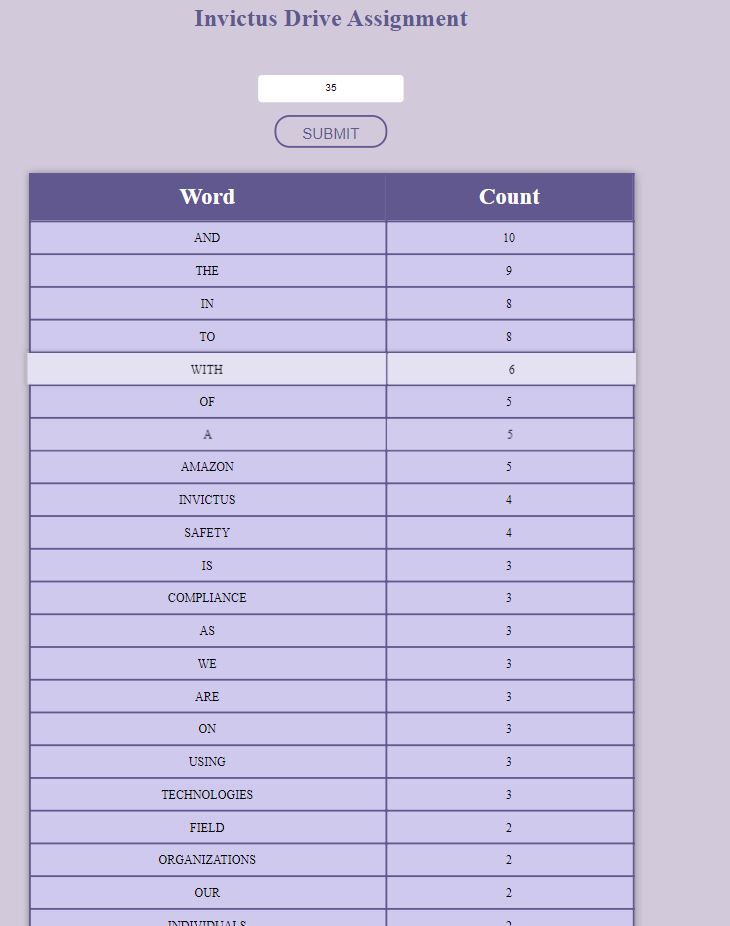 Invictus Drive Assignment
35
SUBMIT
Word Count
AND 10
THE 9
IN 8
TO 8
WITH 6
OF 5
A 5
AMAZON 5
INVICTUS 4
SAFETY 4
IS 3
COMPLIANCE 3
AS 3
WE 3
ARE 3
ON 3
USING 3
TECHNOLOGIES 3
FIELD 2
ORGANIZATIONS 2
OUR 2
INDIVIDUALS 2